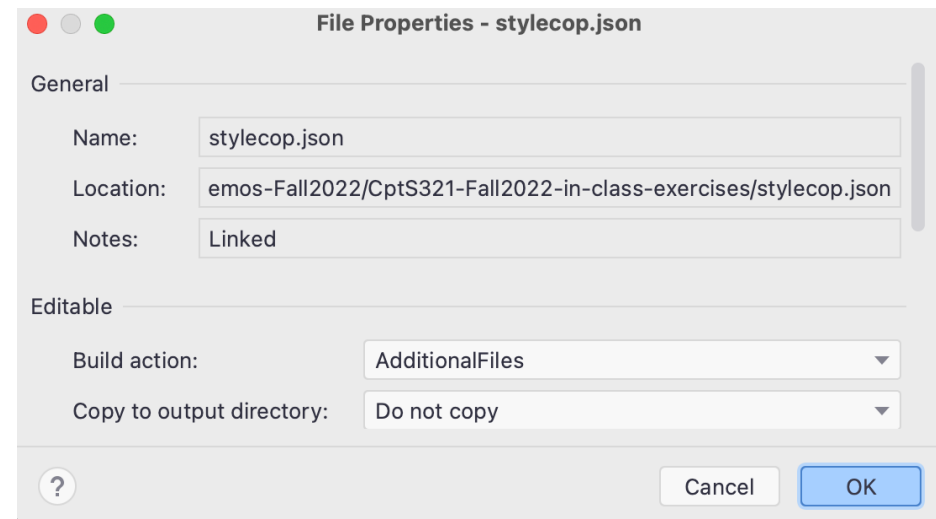 File Properties - stylecop.json
General
Name: stylecop.json
Location: emos-Fall2022/CptS321-Fall2022-in-class-exercises/stylecop.json
Notes: Linked
Editable
Build action: AdditionalFiles
Copy to output directory: Do not copy
? Cancel OK